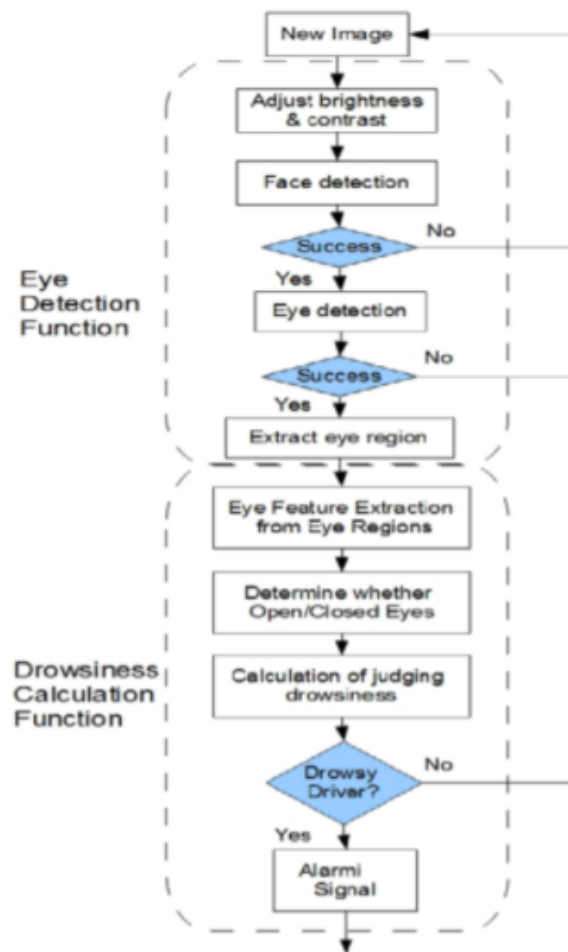 New Image
Adjust brightness
& contrast
Face detection
Success
No
Yes
Eye
Detection
Function
Eye detection
Success
No
Yes
Extract eye region
Eye Feature Extraction
from Eye Regions
Determine whether
Open/Closed Eyes
Drowsiness
Calculation
Function
Calculation of judging
drowsiness
Drowsy
Driver?
No
Yes
Alarmi
Signal